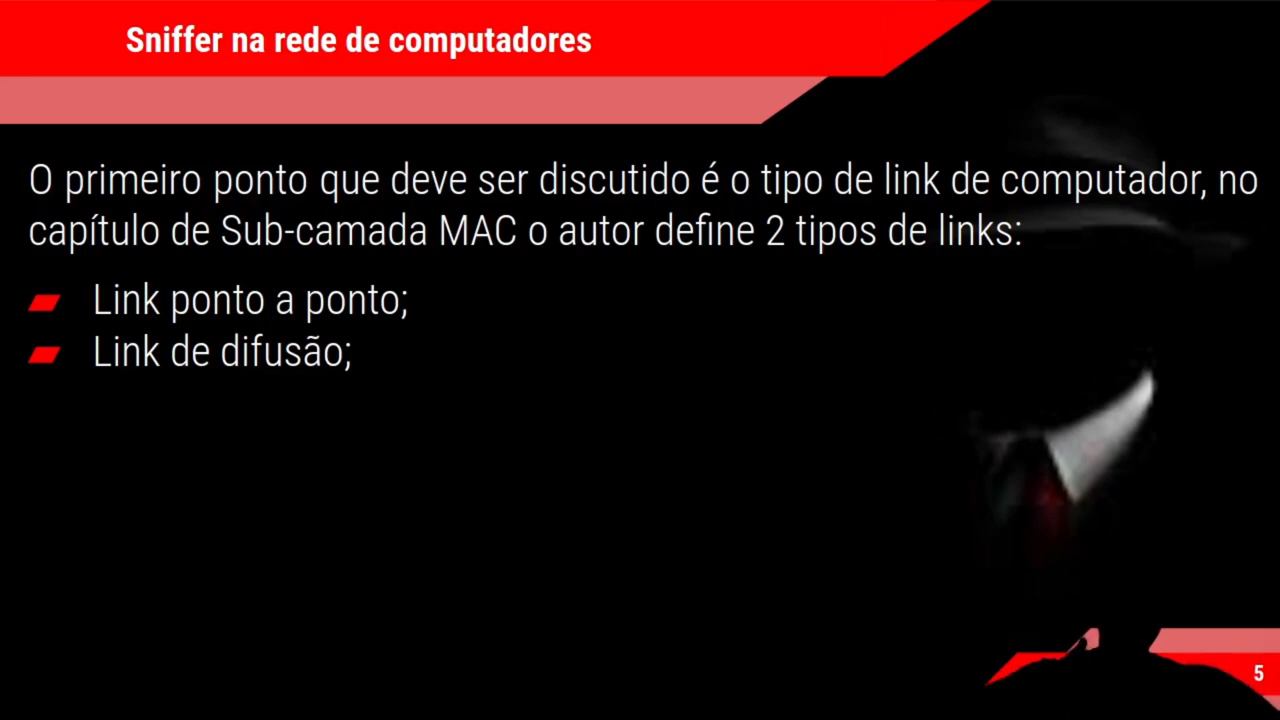 Sniffer na rede de computadores
O primeiro ponto que deve ser discutido é o tipo de link de computador, no
capítulo de Sub-camada MAC o autor define 2 tipos de links:
Link ponto a ponto;
Link de difusão;
5